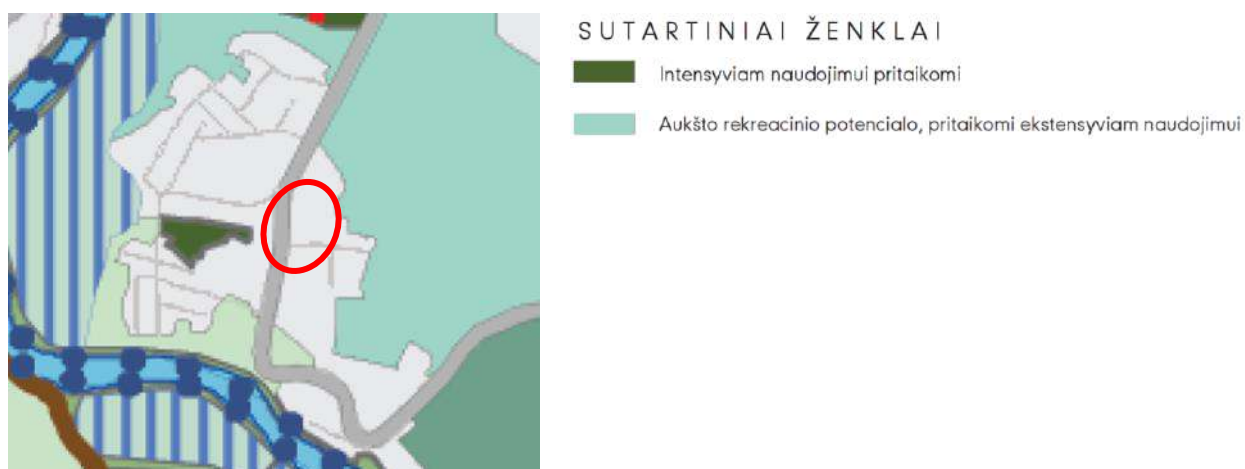 SUTARTINIAI ŽENKLAI
Intensyviam naudojimui pritaikomi
Aukšto rekreacinio potencialo, pritaikomi ekstensyviam naudojimui